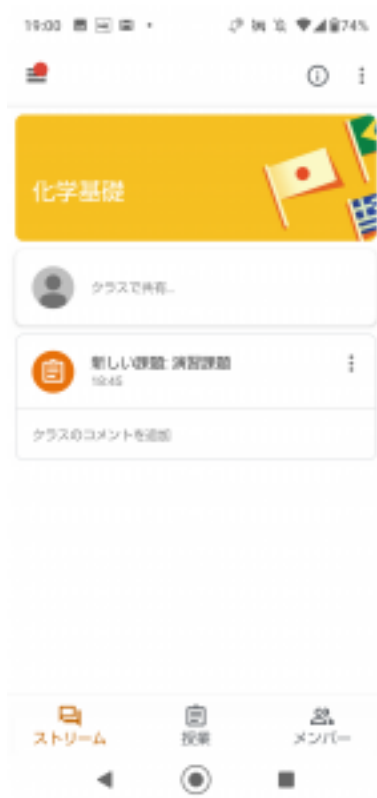 19:00
74%
化学基礎
クラスで共有...
新しい課題: 演習課題
18:45
クラスのコメントを追加
ストリーム
授業
メンバー